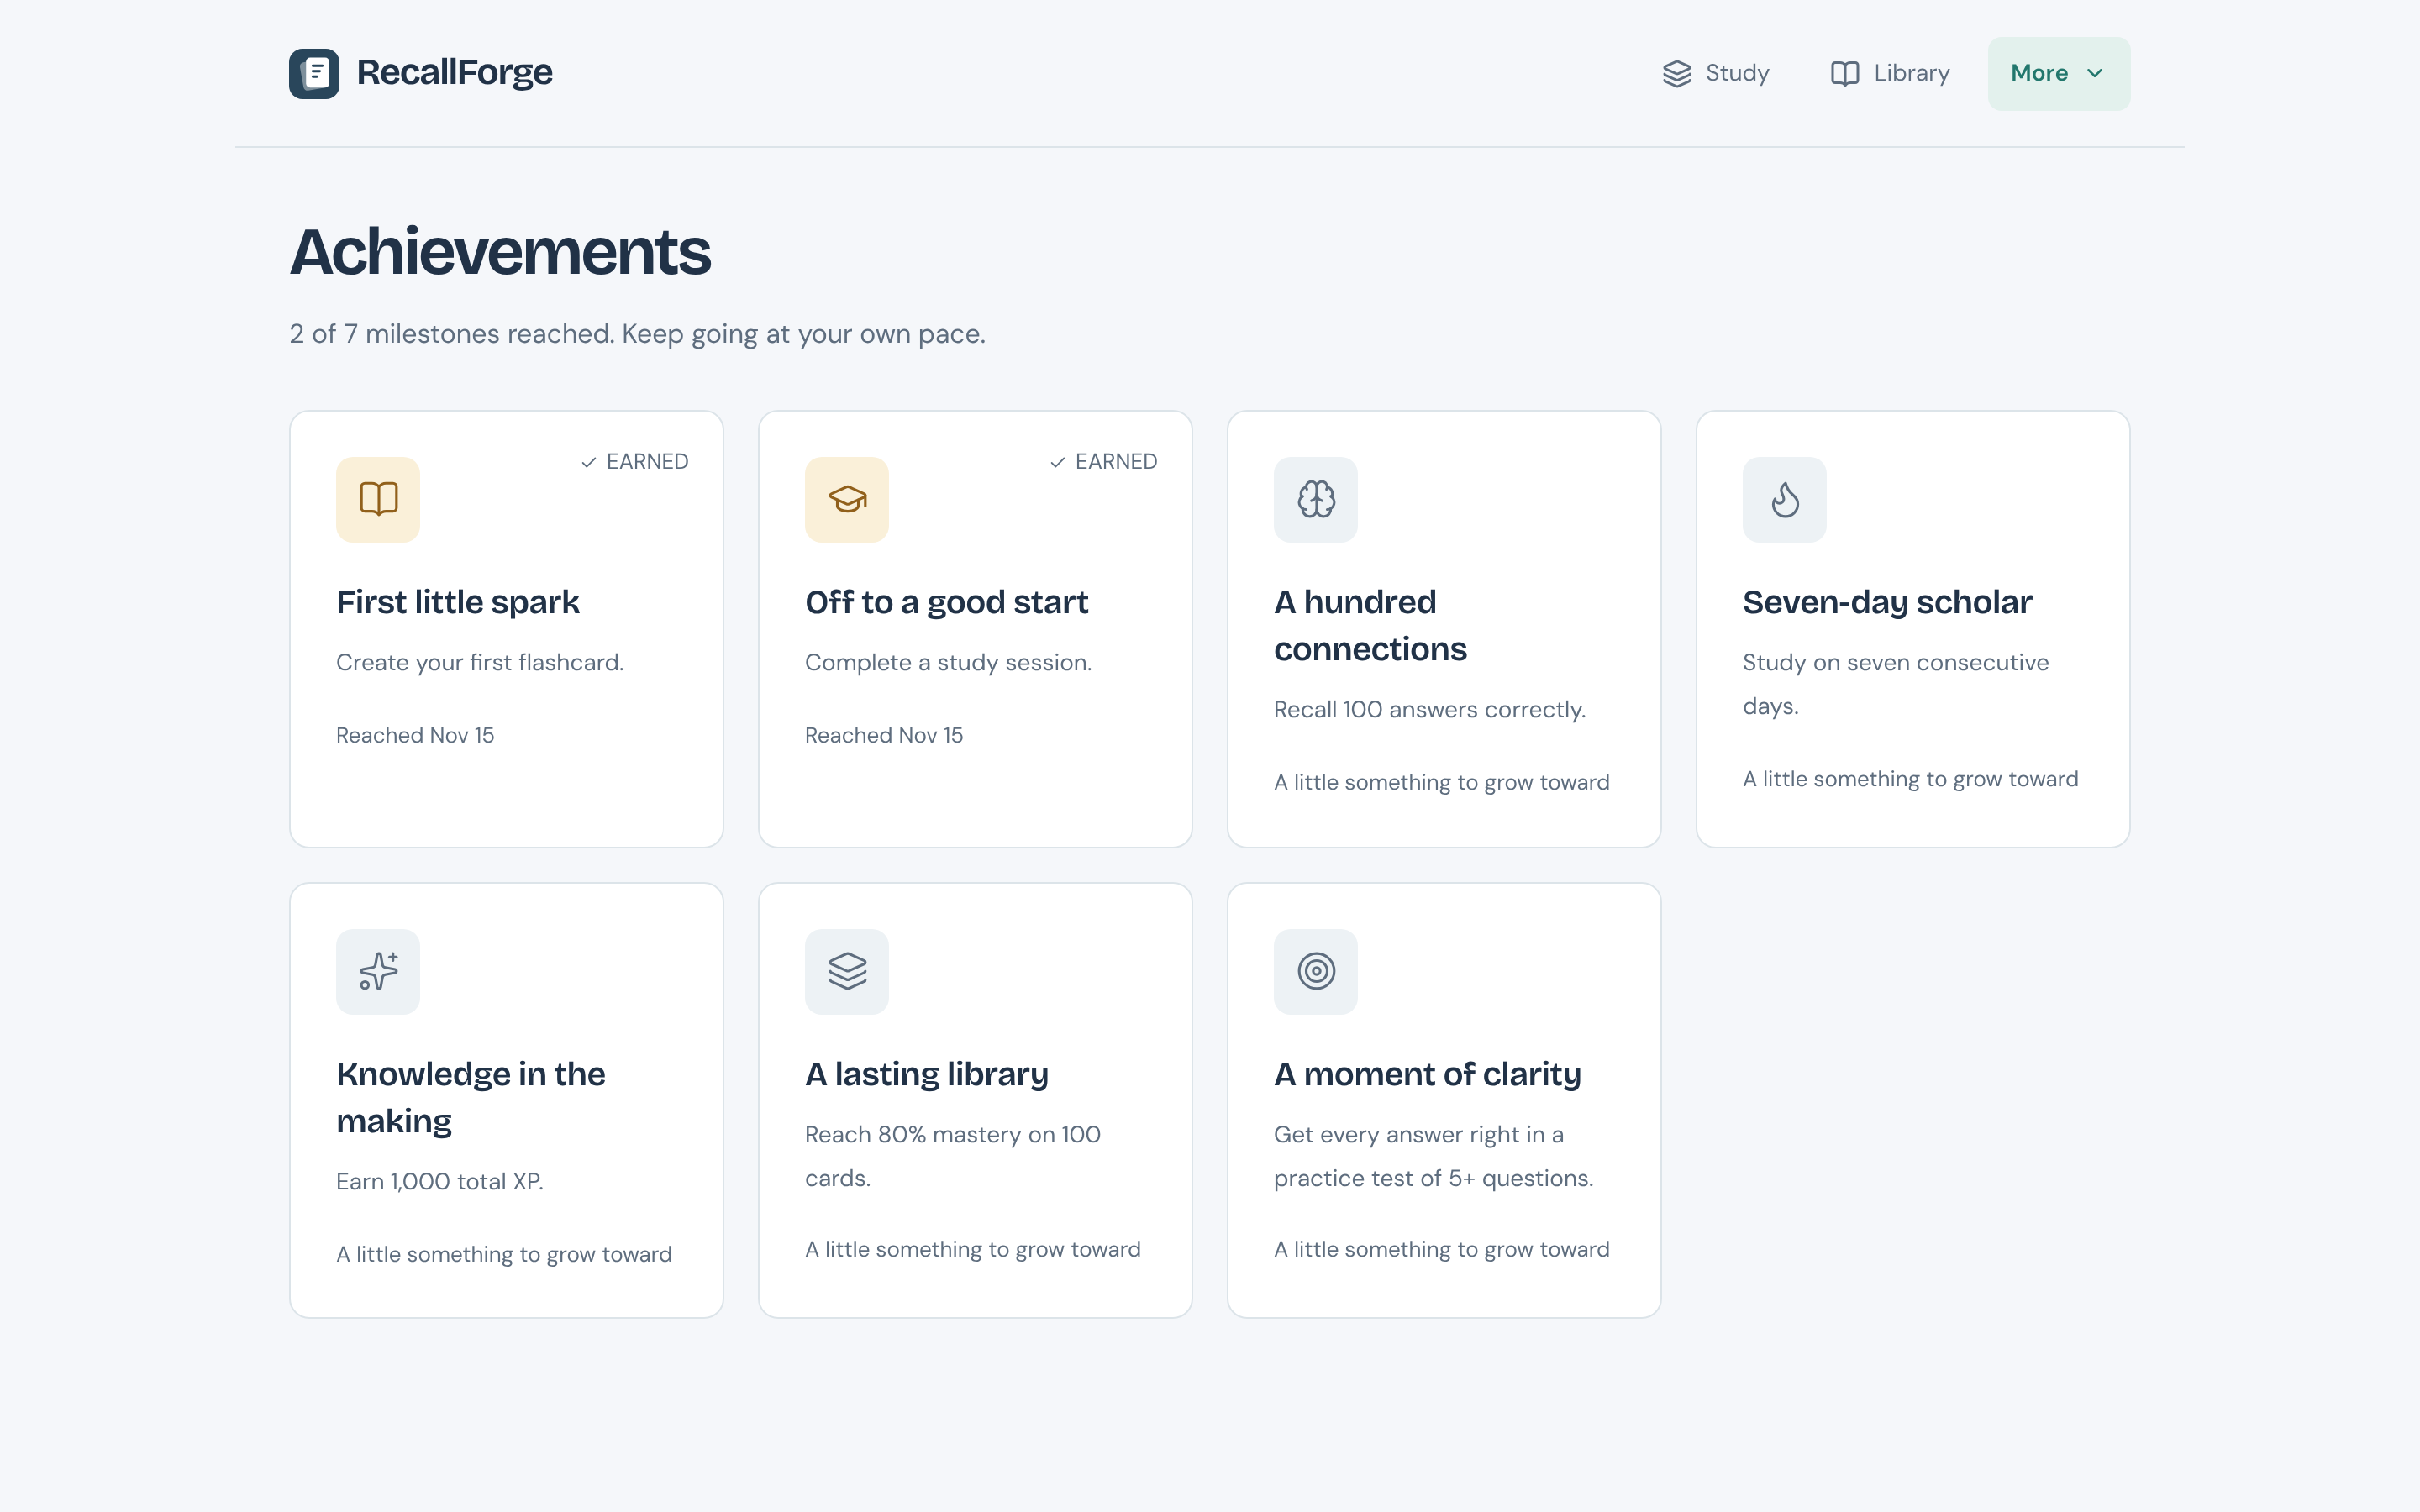 RecallForge
Study
Library
More
Achievements
2 of 7 milestones reached. Keep going at your own pace.
EARNED
First little spark
Create your first flashcard.
Reached Nov 15
EARNED
Off to a good start
Complete a study session.
Reached Nov 15
A hundred
connections
Recall 100 answers correctly.
A little something to grow toward
Seven-day scholar
Study on seven consecutive
days.
A little something to grow toward
Knowledge in the
making
Earn 1,000 total XP.
A little something to grow toward
A lasting library
Reach 80% mastery on 100
cards.
A little something to grow toward
A moment of clarity
Get every answer right in a
practice test of 5+ questions.
A little something to grow toward